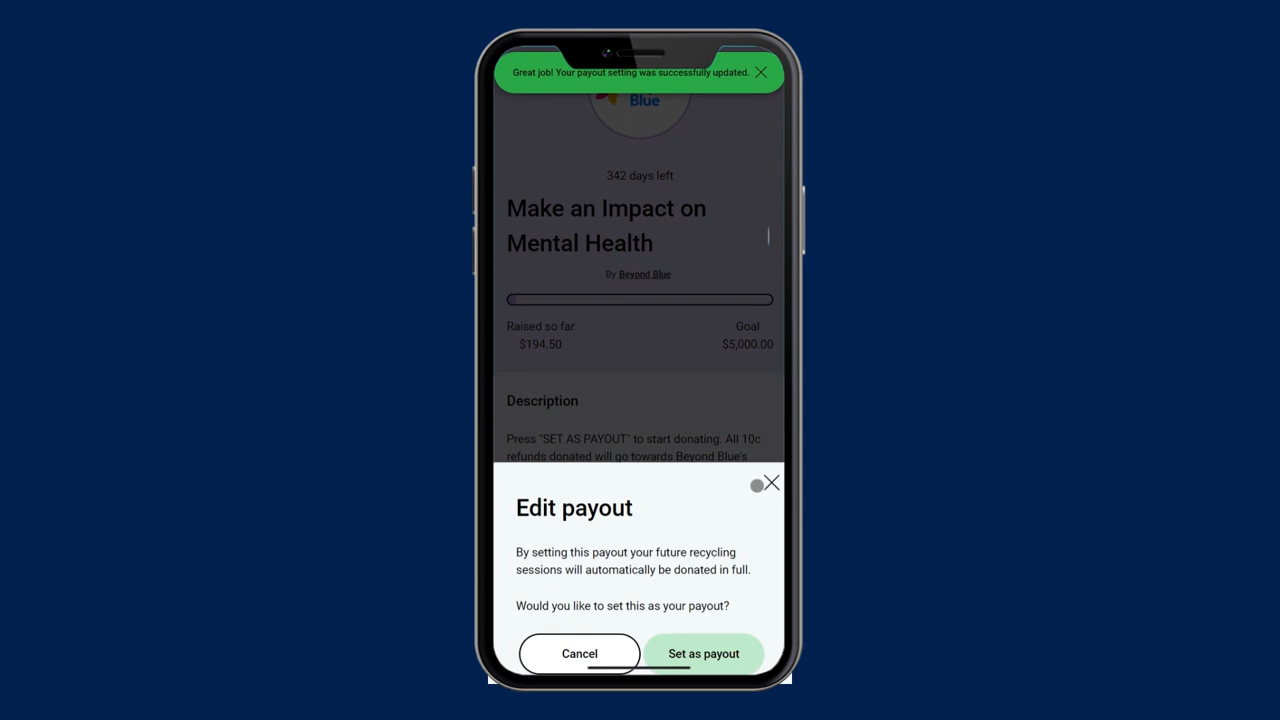 Great job! Your payout setting was successfully updated.
Blue
342 days left
Make an Impact on
Mental Health
By Beyond Blue
Raised so far
Goal
$194.50
$5,000.00
Description
Press "SET AS PAYOUT" to start donating. All 10c
refunds donated will go towards Beyond Blue's
Edit payout
By setting this payout your future recycling
sessions will automatically be donated in full.
Would you like to set this as your payout?
Cancel
Set as payout